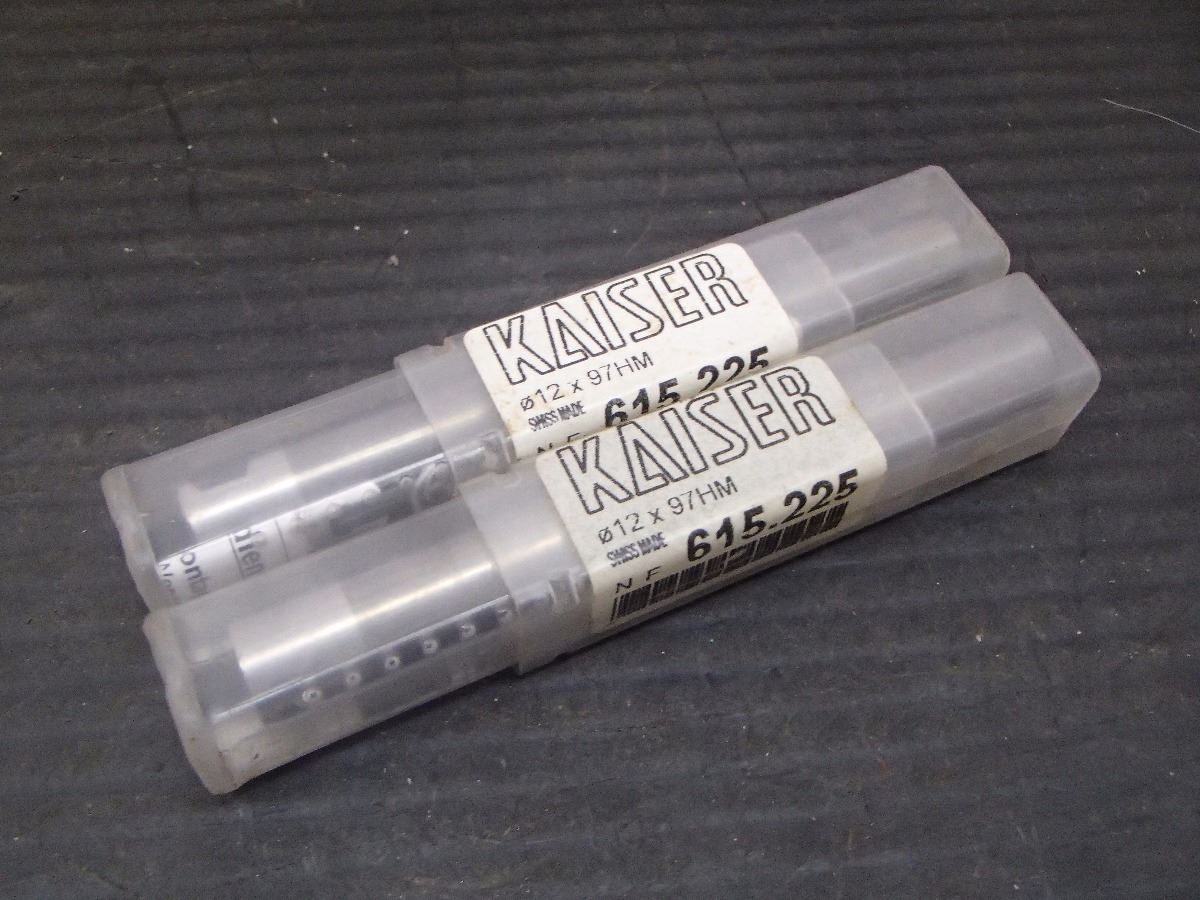 KAISER
ø12 x 97HM
SWISS MADE 615.225
KAISER
ø12 x 97HM
SWISS MADE 615.225
N F